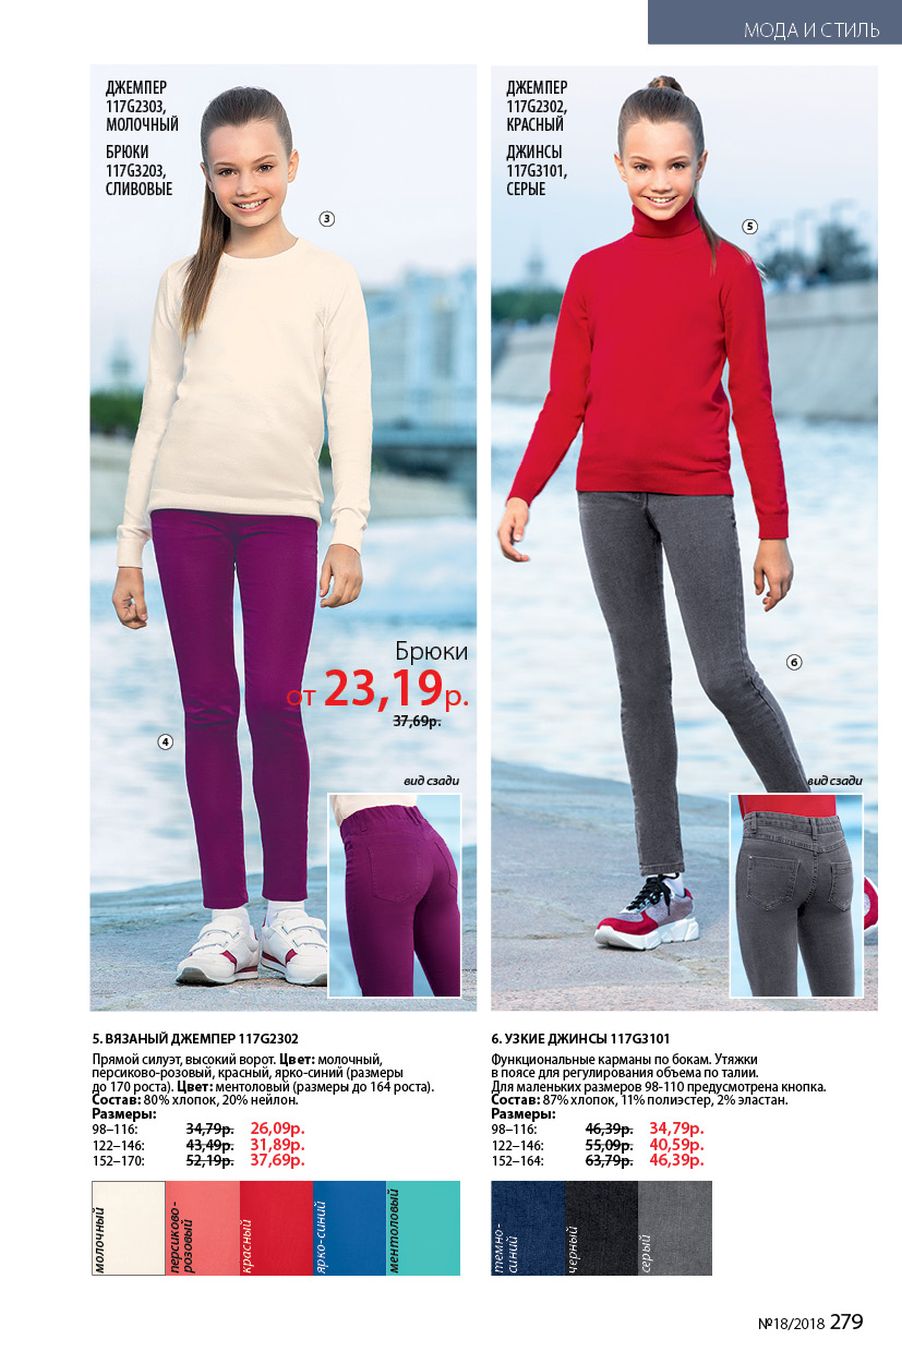 МОДА И СТИЛЬ
ДЖЕМПЕР
117G2303,
МОЛОЧНЫЙ
БРЮКИ
117G3203,
СЛИВОВЫЕ
3
ДЖЕМПЕР
117G2302,
КРАСНЫЙ
ДЖИНСЫ
117G3101,
СЕРЫЕ
5
Брюки
от 23,19р.
37,69р.
4
6
вид сзади
вид сзади
5. ВЯЗАНЫЙ ДЖЕМПЕР 117G2302
Прямой силуэт, высокий ворот. Цвет: молочный,
персиково-розовый, красный, ярко-синий (размеры
до 170 роста). Цвет: ментоловый (размеры до 164 роста).
Состав: 80% хлопок, 20% нейлон.
Размеры:
98–116: 34,79р. 26,09р.
122–146: 43,49р. 31,89р.
152–170: 52,19р. 37,69р.
молочный
персиково-
розовый
красный
ярко-синий
ментоловый
6. УЗКИЕ ДЖИНСЫ 117G3101
Функциональные карманы по бокам. Утяжки
в поясе для регулирования объема по талии.
Для маленьких размеров 98-110 предусмотрена кнопка.
Состав: 87% хлопок, 11% полиэстер, 2% эластан.
Размеры:
98–116: 46,39р. 34,79р.
122–146: 55,09р. 40,59р.
152–164: 63,79р. 46,39р.
темно-
синий
черный
серый
№18/2018 279